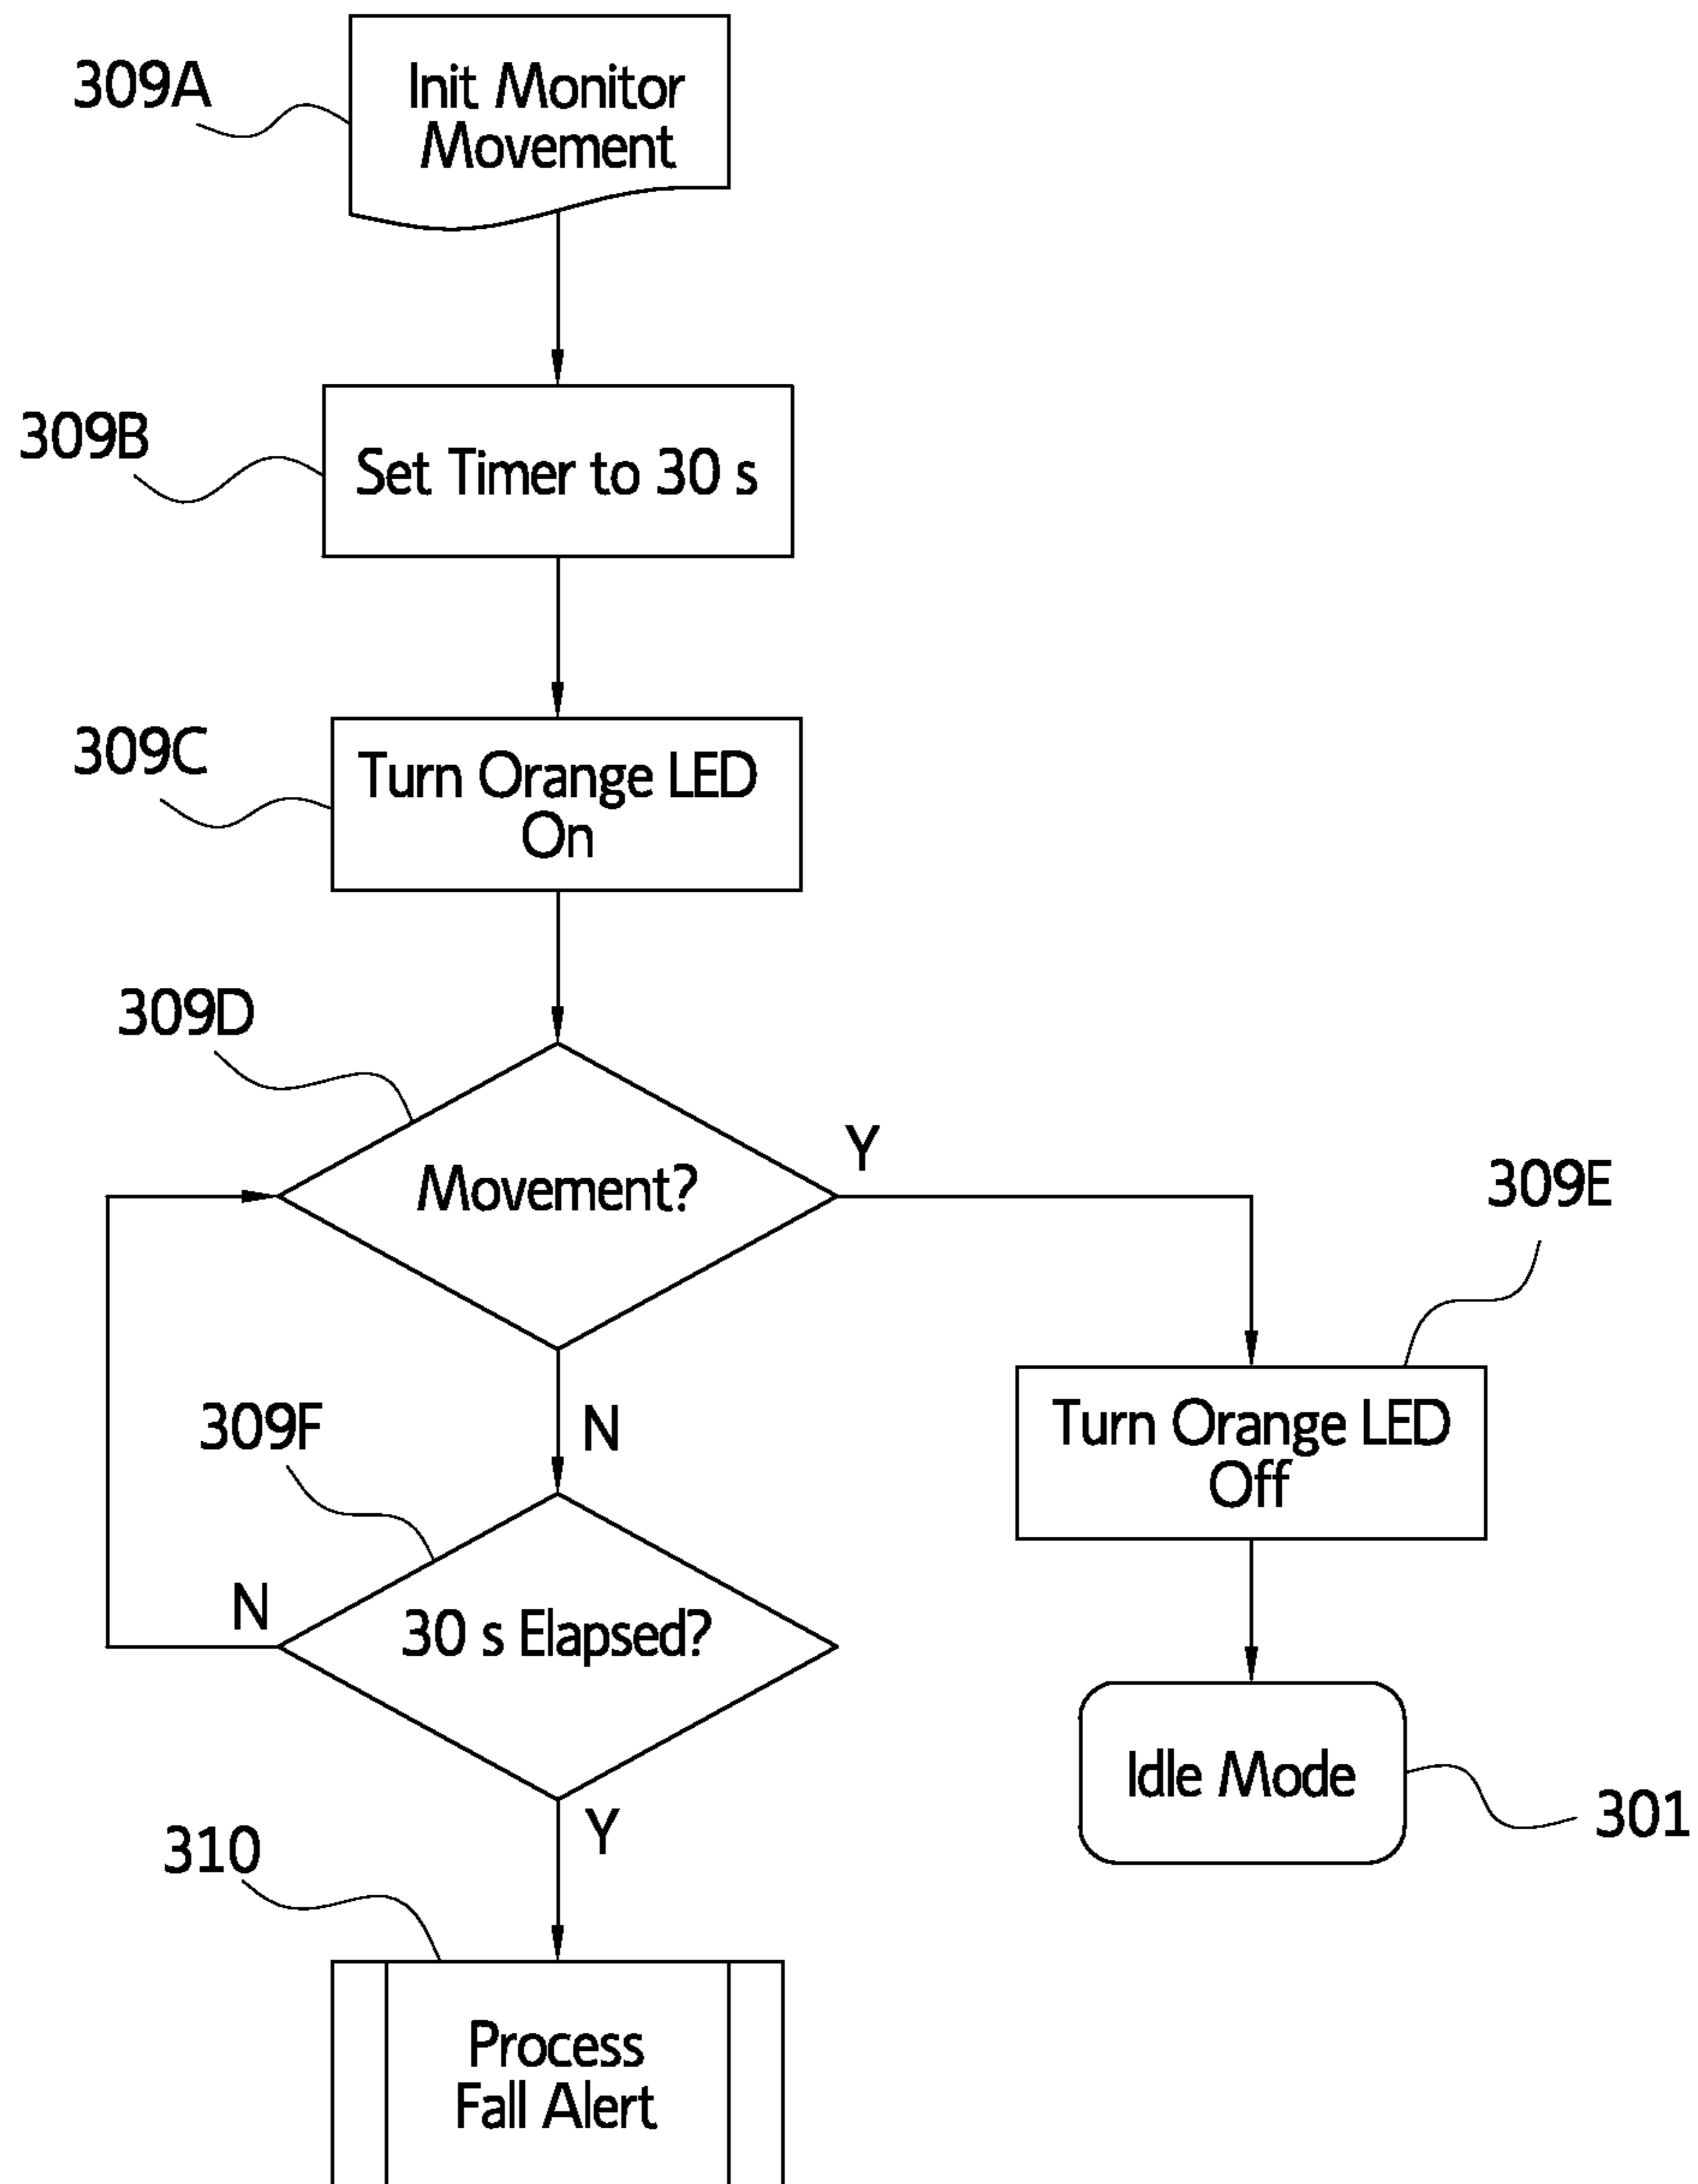 309A
Init Monitor
Movement
309B
Set Timer to 30 s
309C
Turn Orange LED
On
309D
Movement?
Y
309E
Turn Orange LED
Off
N
309F
30 s Elapsed?
N
Y
Idle Mode
301
310
Process
Fall Alert